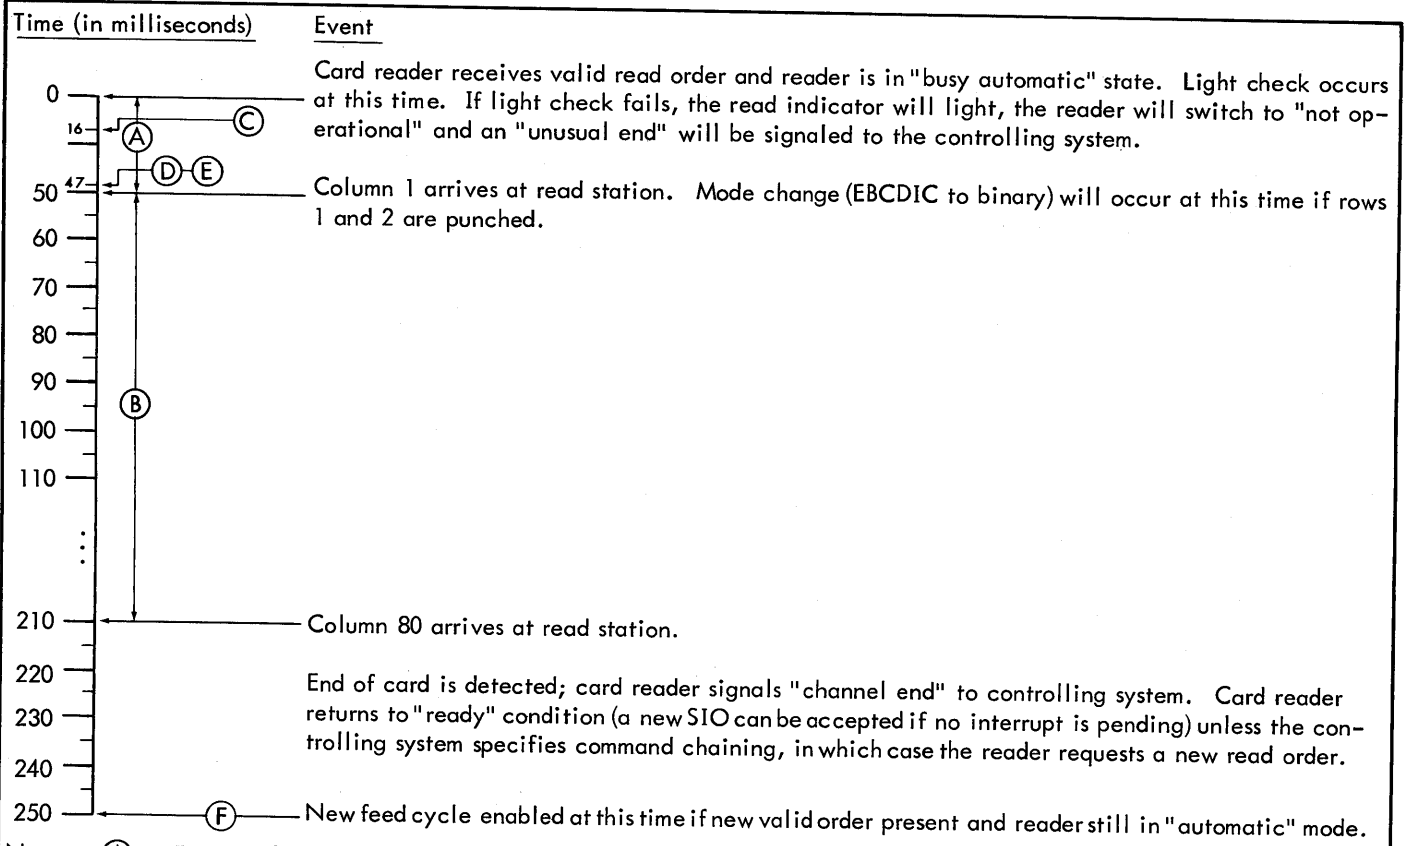 Time (in milliseconds) Event
Card reader receives valid read order and reader is in "busy automatic" state. Light check occurs
0 at this time. If light check fails, the read indicator will light, the reader will switch to "not op-
erational" and an "unusual end" will be signaled to the controlling system.
16
C
A
D E
47
50 Column 1 arrives at read station. Mode change (EBCDIC to binary) will occur at this time if rows
1 and 2 are punched.
60
70
80
90
B
100
110
210 Column 80 arrives at read station.
220
End of card is detected; card reader signals "channel end" to controlling system. Card reader
230 returns to "ready" condition (a new SIO can be accepted if no interrupt is pending) unless the con-
trolling system specifies command chaining, in which case the reader requests a new read order.
240
250 F New feed cycle enabled at this time if new valid order present and reader still in "automatic" mode.